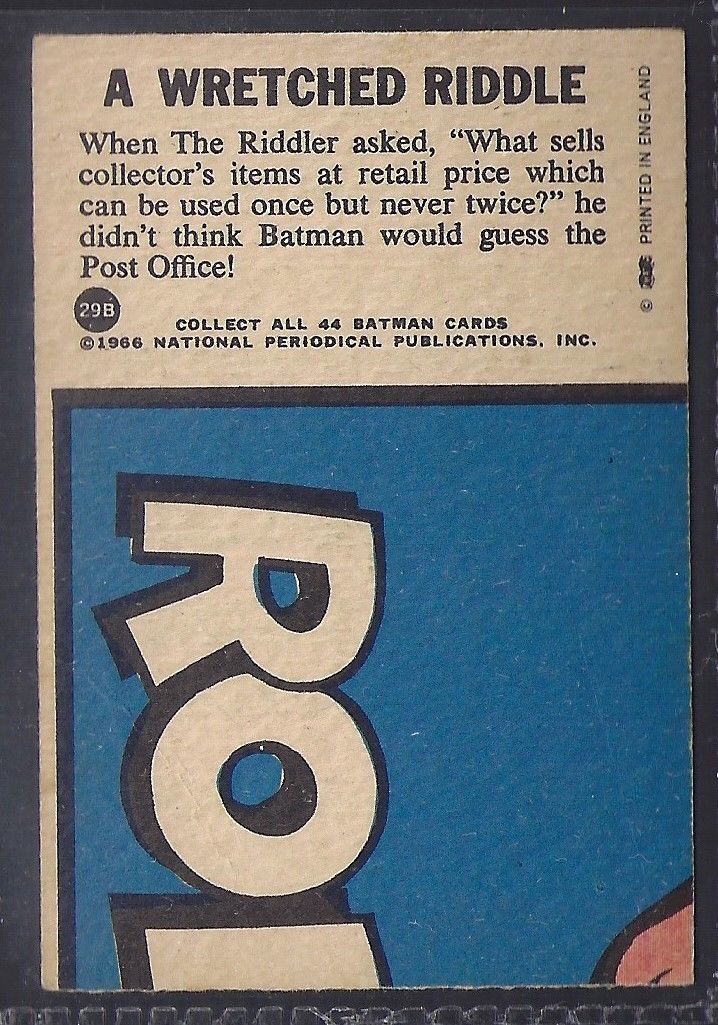 A WRETCHED RIDDLE
When The Riddler asked, "What sells
collector's items at retail price which
can be used once but never twice?" he
didn't think Batman would guess the
Post Office!
29B
COLLECT ALL 44 BATMAN CARDS
©1966 NATIONAL PERIODICAL PUBLICATIONS, INC.
© PRINTED IN ENGLAND
RO